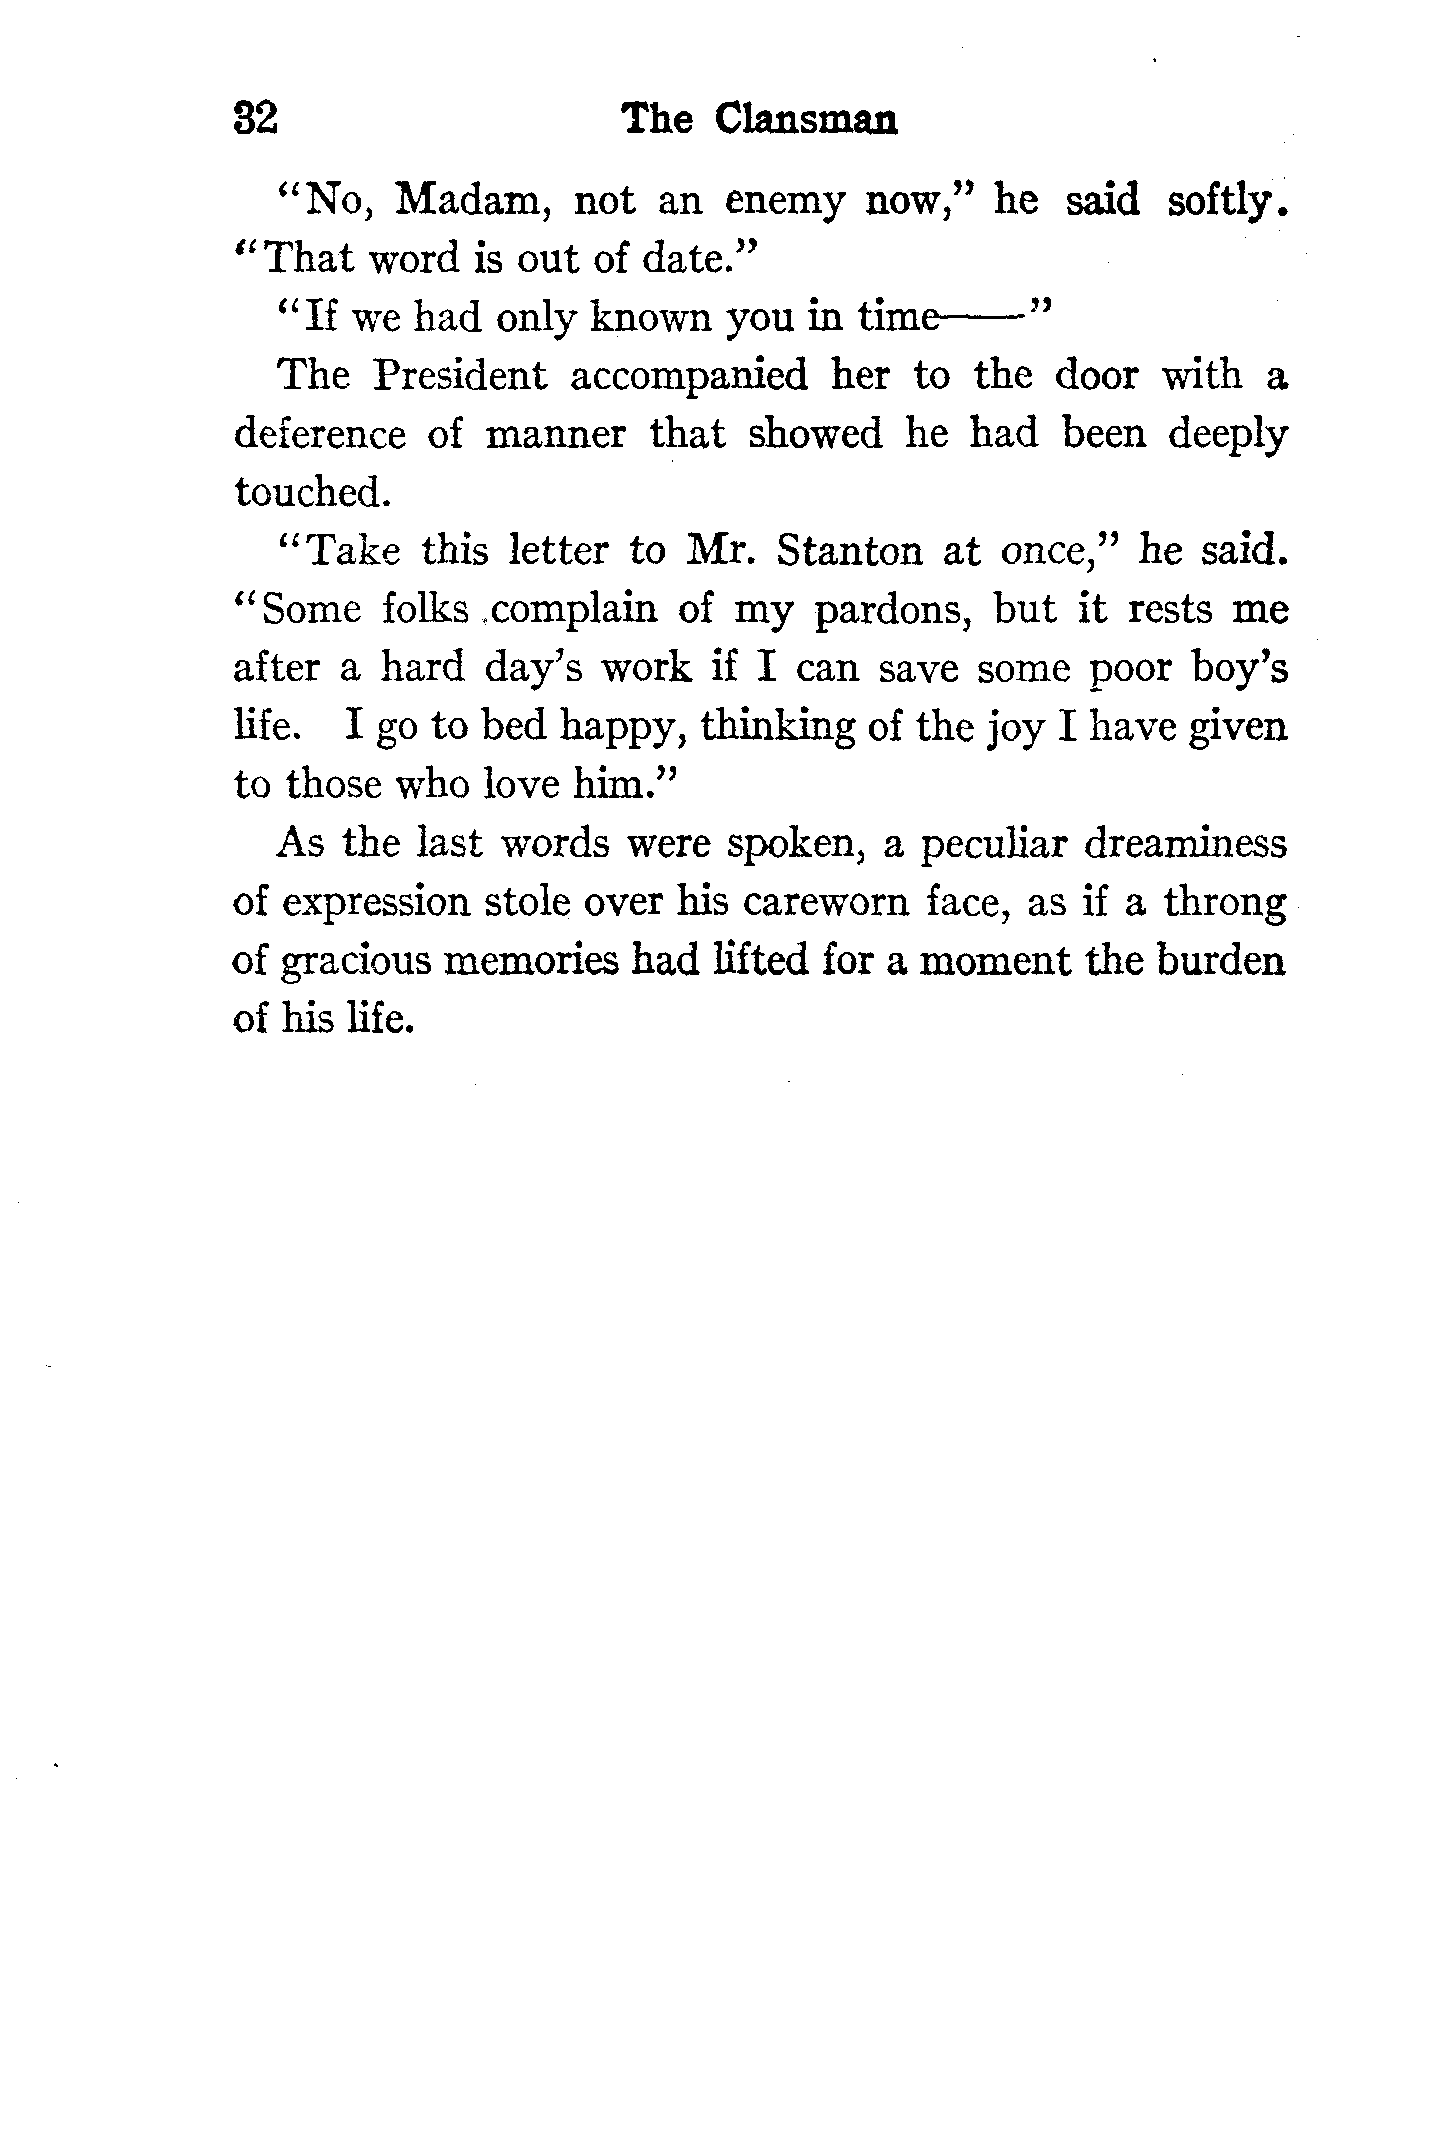 32 The Clansman
“No, Madam, not an enemy now,” he said softly.
“That word is out of date.”
“If we had only known you in time——”
The President accompanied her to the door with a
deference of manner that showed he had been deeply
touched.
“Take this letter to Mr. Stanton at once,” he said.
“Some folks complain of my pardons, but it rests me
after a hard day’s work if I can save some poor boy’s
life. I go to bed happy, thinking of the joy I have given
to those who love him.”
As the last words were spoken, a peculiar dreaminess
of expression stole over his careworn face, as if a throng
of gracious memories had lifted for a moment the burden
of his life.